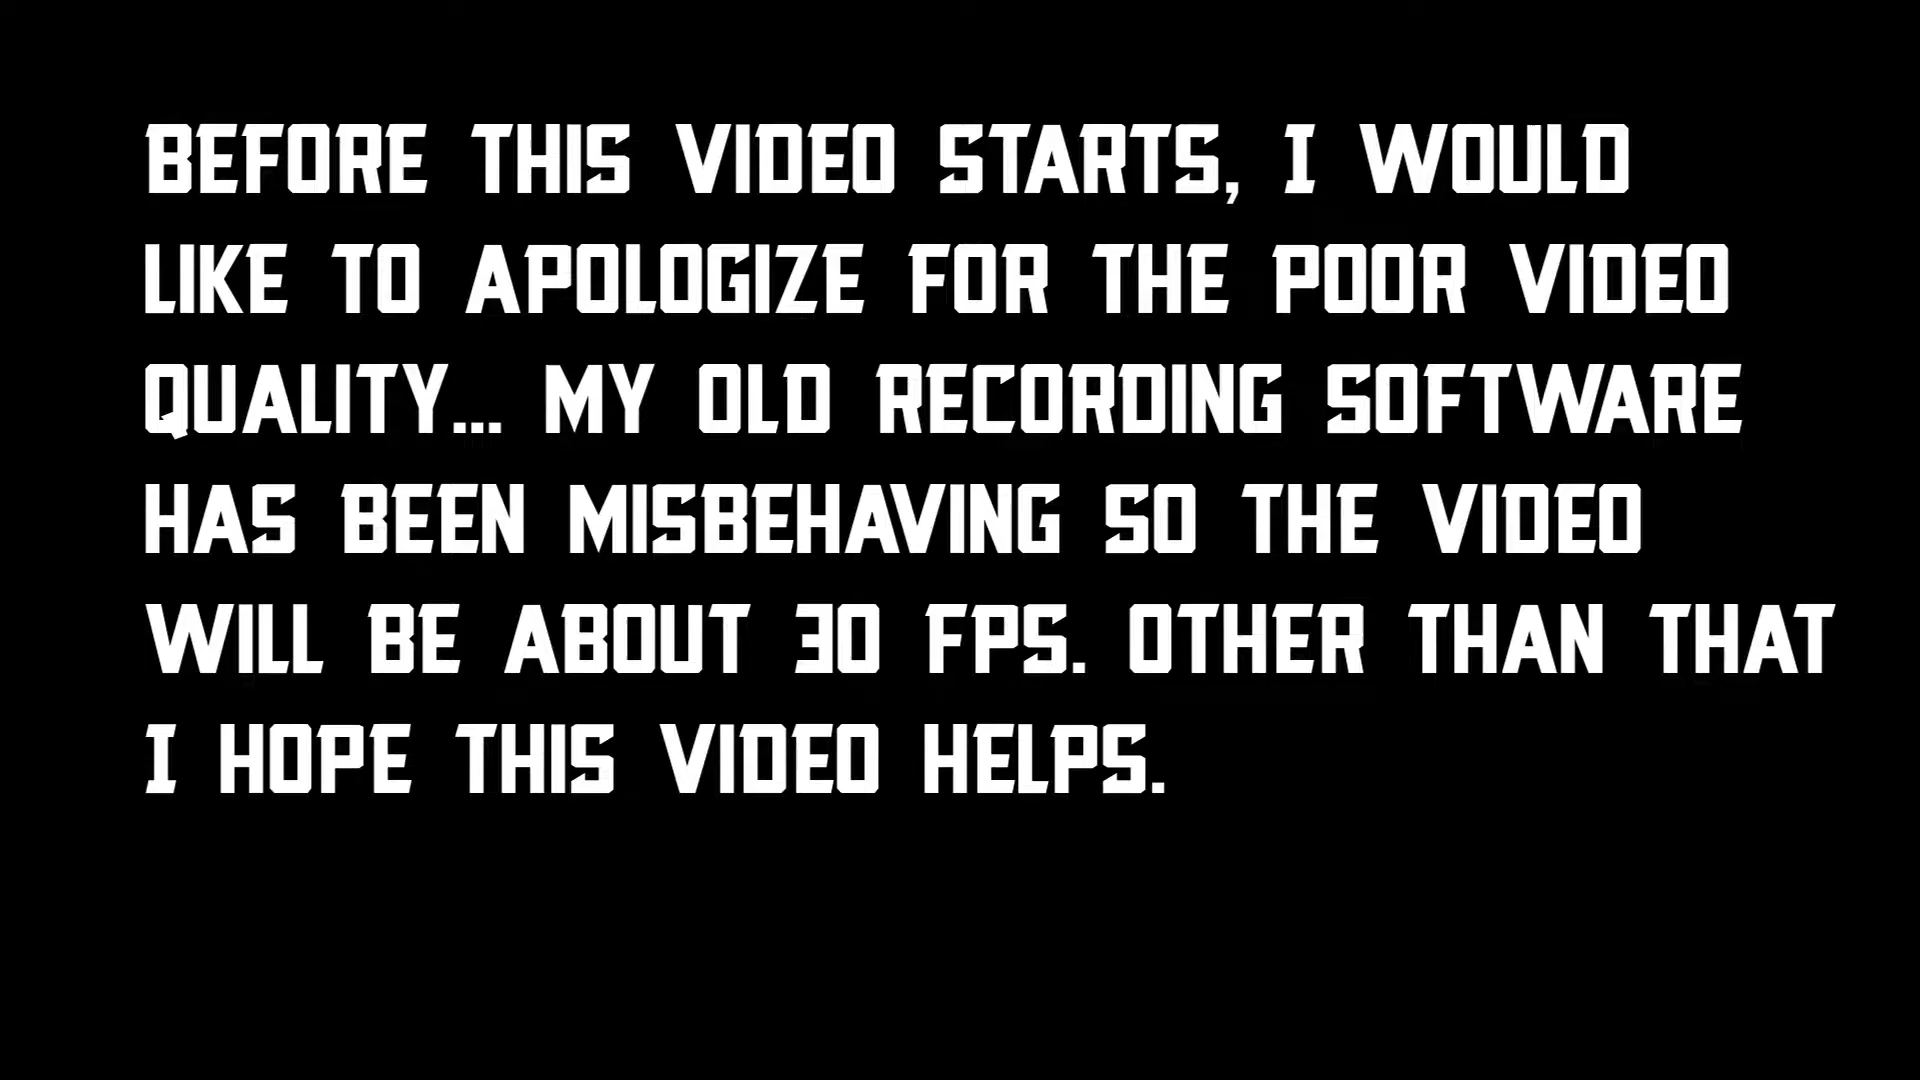 BEFORE THIS VIDEO STARTS, I WOULD
LIKE TO APOLOGIZE FOR THE POOR VIDEO
QUALITY... MY OLD RECORDING SOFTWARE
HAS BEEN MISBEHAVING SO THE VIDEO
WILL BE ABOUT 30 FPS. OTHER THAN THAT
I HOPE THIS VIDEO HELPS.